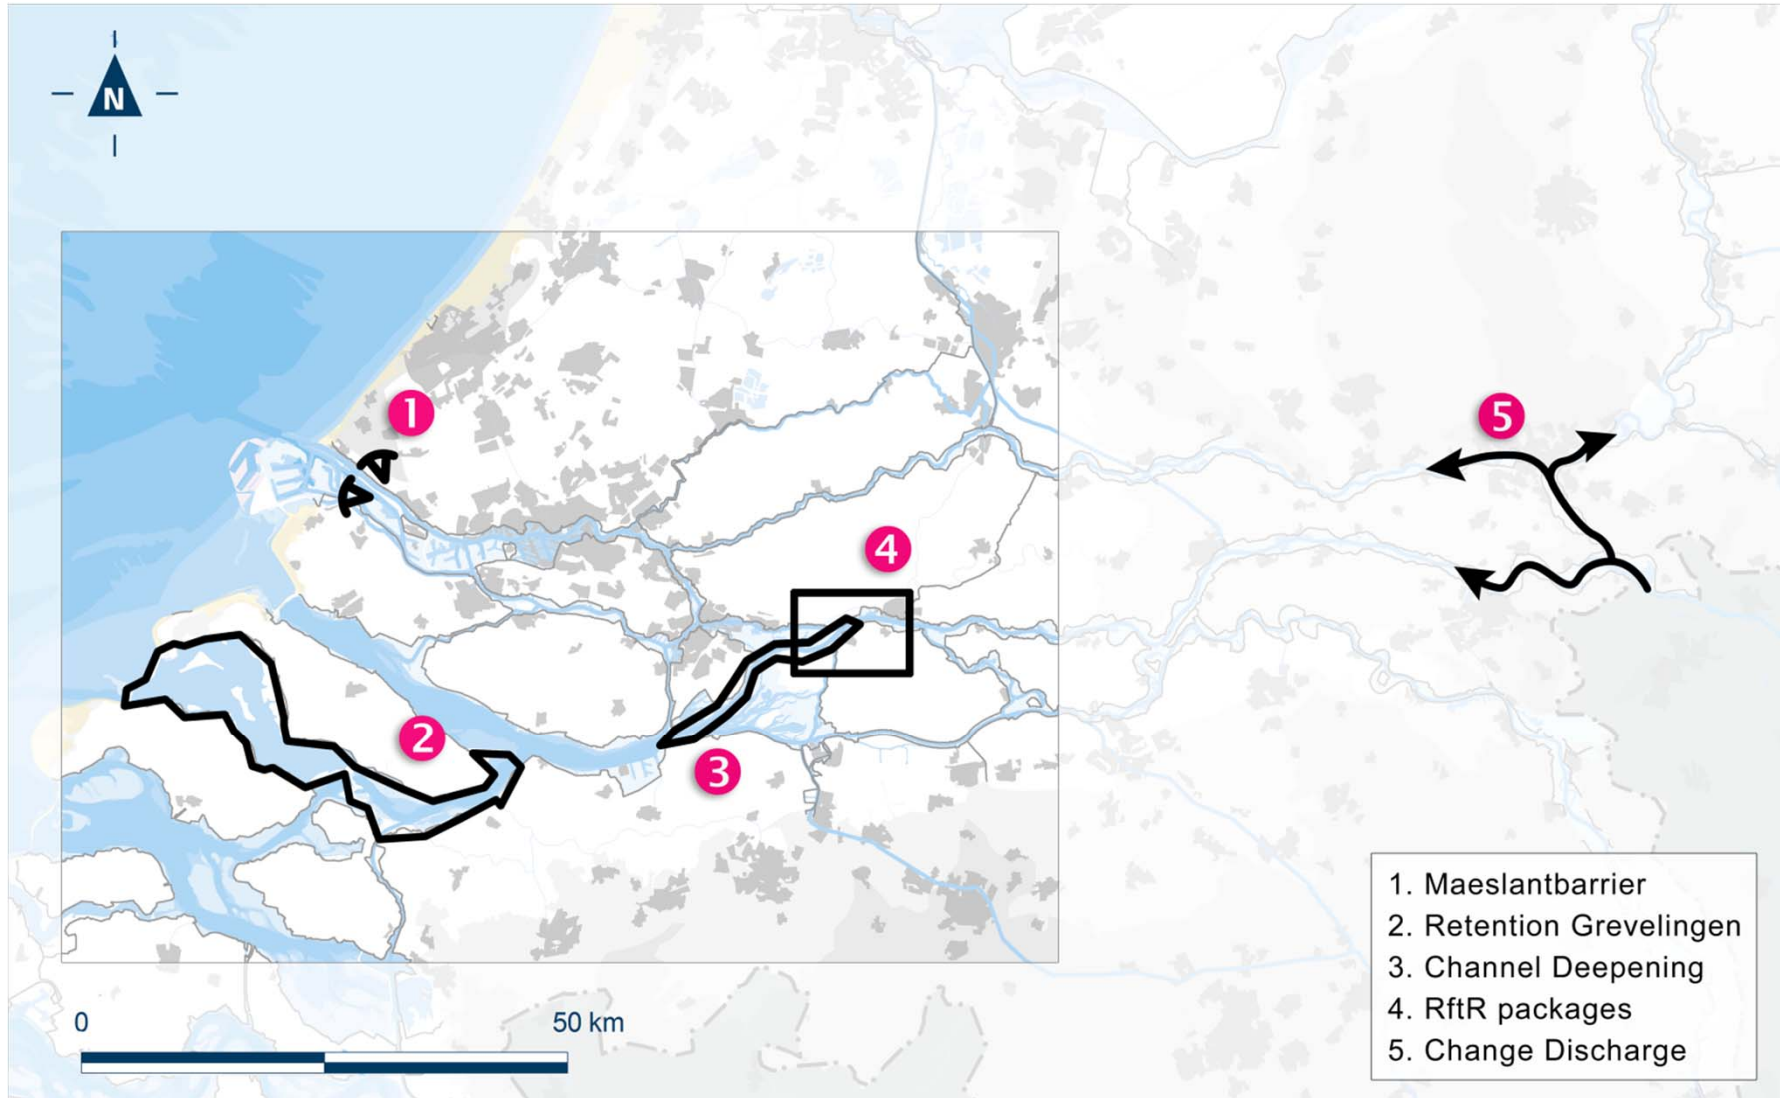 N
1
5
4
2
3
1. Maeslantbarrier
2. Retention Grevelingen
3. Channel Deepening
4. RftR packages
5. Change Discharge
0 50 km